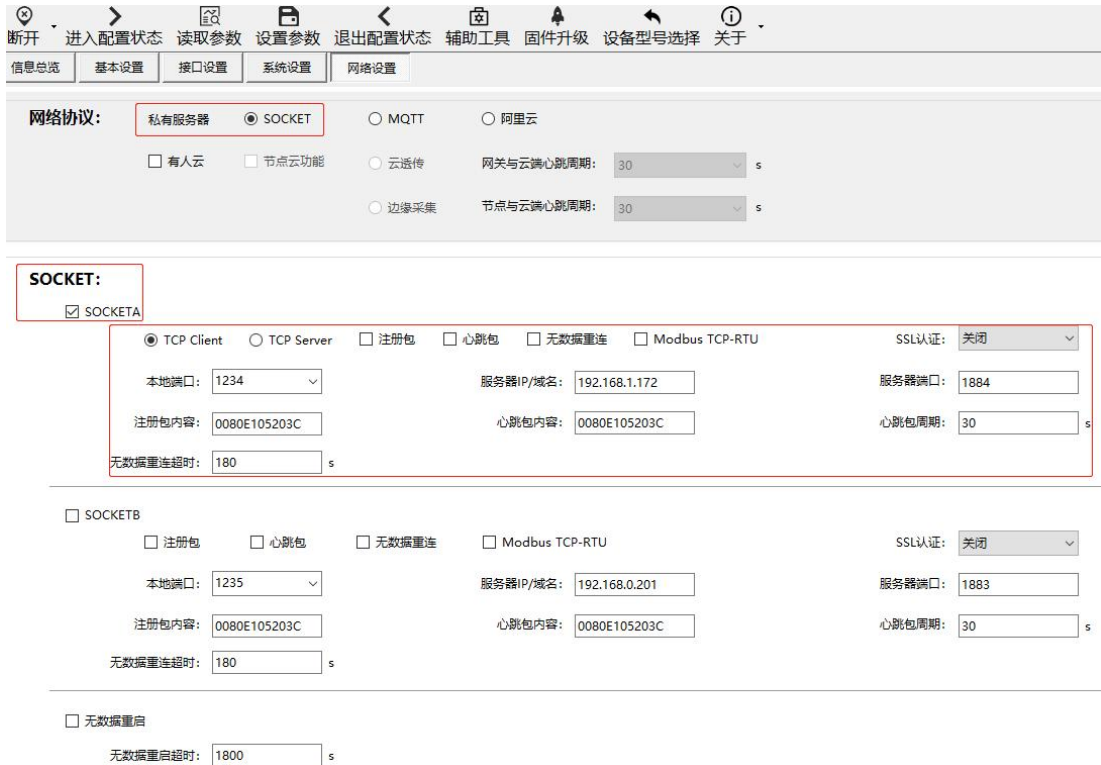 断开 进入配置状态 读取参数 设置参数 退出配置状态 辅助工具 固件升级 设备型号选择 关于
信息总览 基本设置 接口设置 系统设置 网络设置
网络协议： 私有服务器 SOCKET MQTT 阿里云
有人云 节点云功能 云透传 网关与云端心跳周期： 30 s
边缘采集 节点与云端心跳周期： 30 s
SOCKET：
SOCKETA
TCP Client TCP Server 注册包 心跳包 无数据重连 Modbus TCP-RTU SSL认证： 关闭
本地端口： 1234 服务器IP/域名： 192.168.1.172 服务器端口： 1884
注册包内容： 0080E105203C 心跳包内容： 0080E105203C 心跳包周期： 30 s
无数据重连超时： 180 s
SOCKETB
注册包 心跳包 无数据重连 Modbus TCP-RTU SSL认证： 关闭
本地端口： 1235 服务器IP/域名： 192.168.0.201 服务器端口： 1883
注册包内容： 0080E105203C 心跳包内容： 0080E105203C 心跳包周期： 30 s
无数据重连超时： 180 s
无数据重启
无数据重启超时： 1800 s